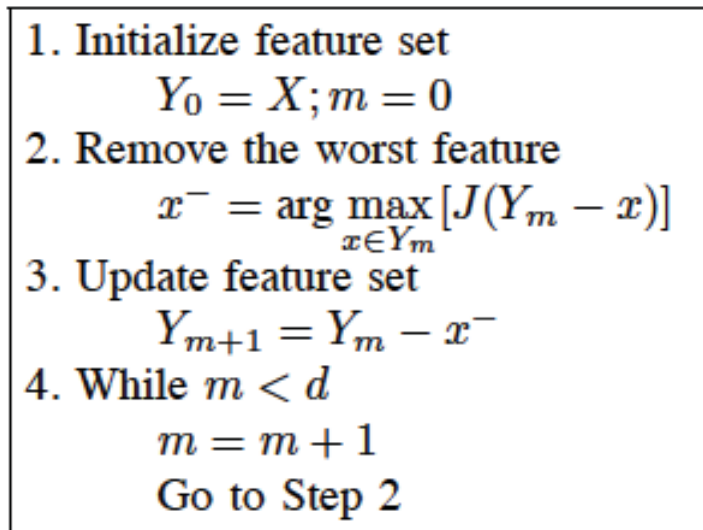 1. Initialize feature set
Y₀ = X; m = 0
2. Remove the worst feature
x⁻ = arg max [J(Yₘ − x)]
x∈Yₘ
3. Update feature set
Yₘ₊₁ = Yₘ − x⁻
4. While m < d
m = m + 1
Go to Step 2